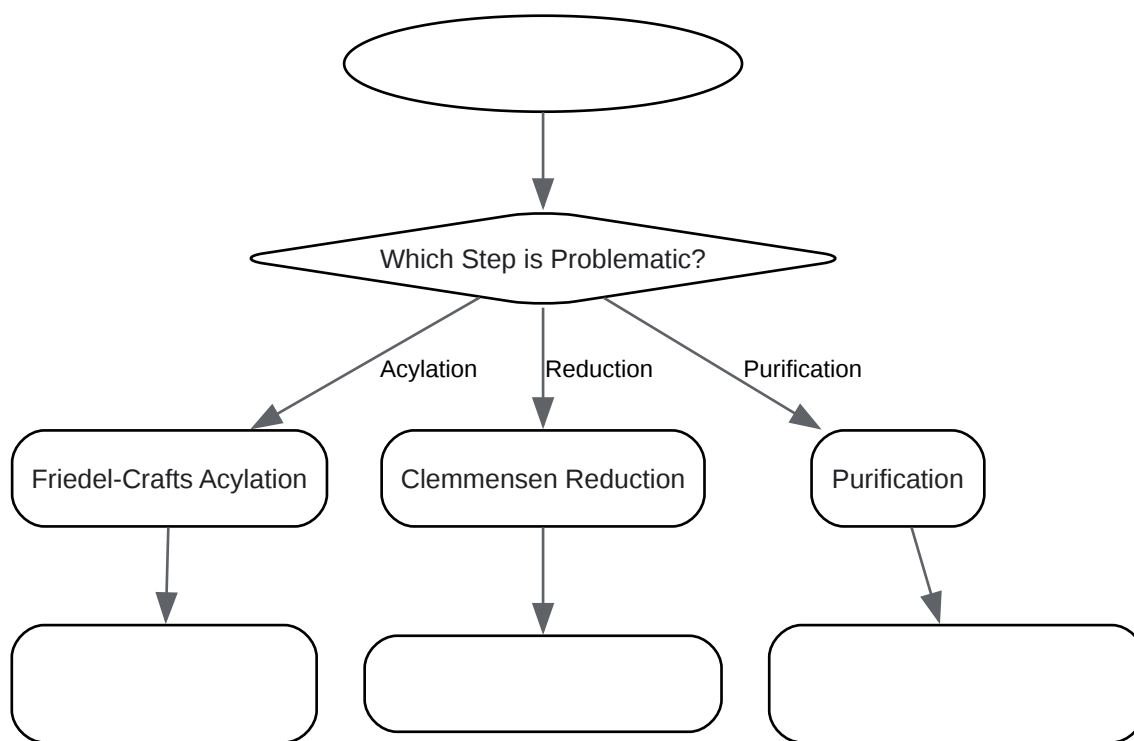 Which Step is Problematic?
Acylation
Reduction
Purification
Friedel-Crafts Acylation
Clemmensen Reduction
Purification